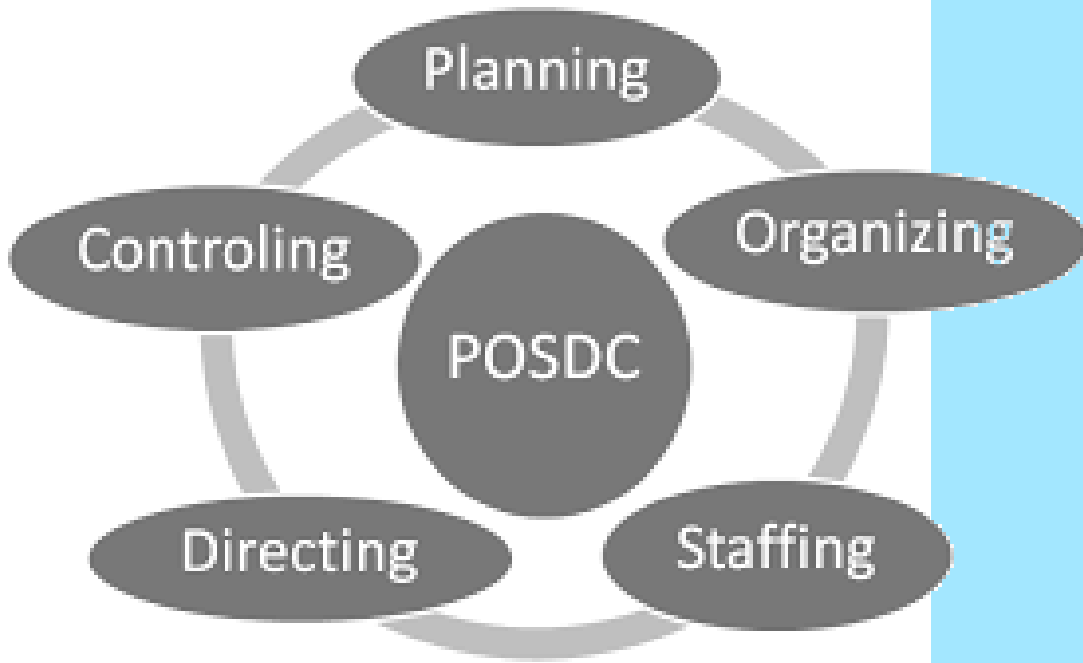 Planning
Organizing
Staffing
Directing
Controling
POSDC